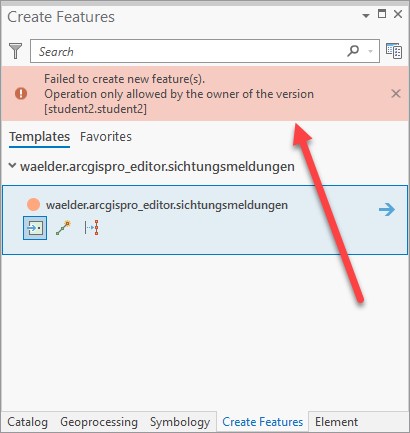 Create Features
Search
Failed to create new feature(s).
Operation only allowed by the owner of the version
[student2.student2]
Templates Favorites
waelder.arcgispro_editor.sichtungsmeldungen
waelder.arcgispro_editor.sichtungsmeldungen
Catalog Geoprocessing Symbology Create Features Element